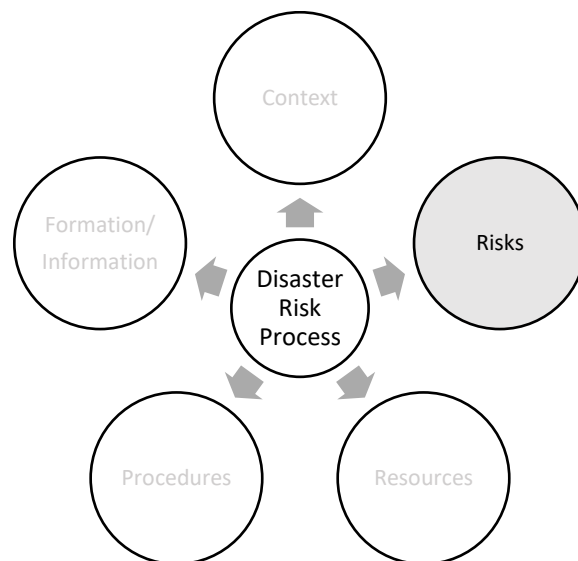 Context
Formation/
Information
Risks
Disaster
Risk
Process
Procedures
Resources